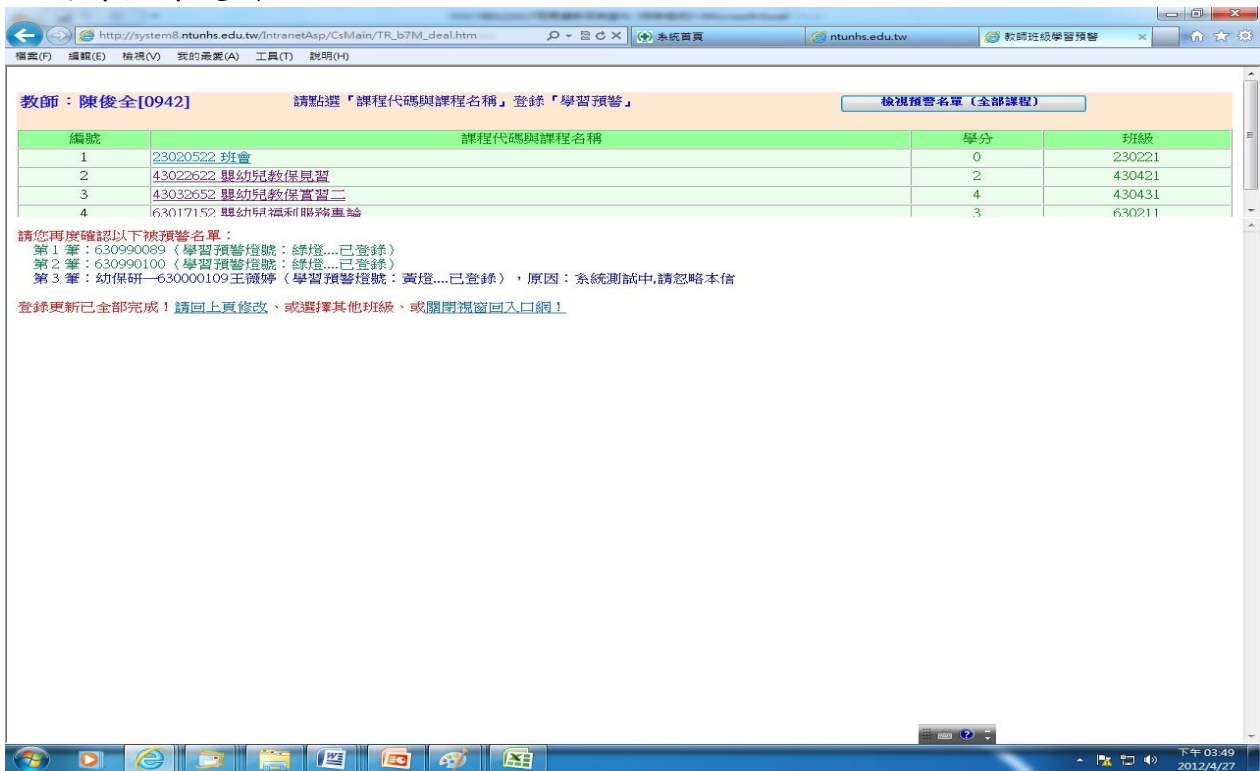 http://system8.ntunhs.edu.tw/IntranetAsp/CsMain/TR_b7M_deal.htm
系統首頁
ntunhs.edu.tw
教師班級學習預警
檔案(F) 編輯(E) 檢視(V) 我的最愛(A) 工具(T) 說明(H)
教師：陳俊全[0942] 請點選「課程代碼與課程名稱」登錄「學習預警」 檢視預警名單（全部課程）
編號 課程代碼與課程名稱 學分 班級
1 23020522 班會 0 230221
2 43022622 嬰幼兒教保見習 2 430421
3 43032652 嬰幼兒教保實習二 4 430431
4 63017152 嬰幼兒福利服務專論 3 630211
請您再度確認以下被預警名單：
第 1 筆：630990089（學習預警燈號：綠燈....已登錄）
第 2 筆：630990100（學習預警燈號：綠燈....已登錄）
第 3 筆：幼保研一630000109王薇婷（學習預警燈號：黃燈....已登錄），原因：系統測試中,請忽略本信
登錄更新已全部完成！請回上頁修改、或選擇其他班級、或關閉視窗回入口網！
下午 03:49
2012/4/27